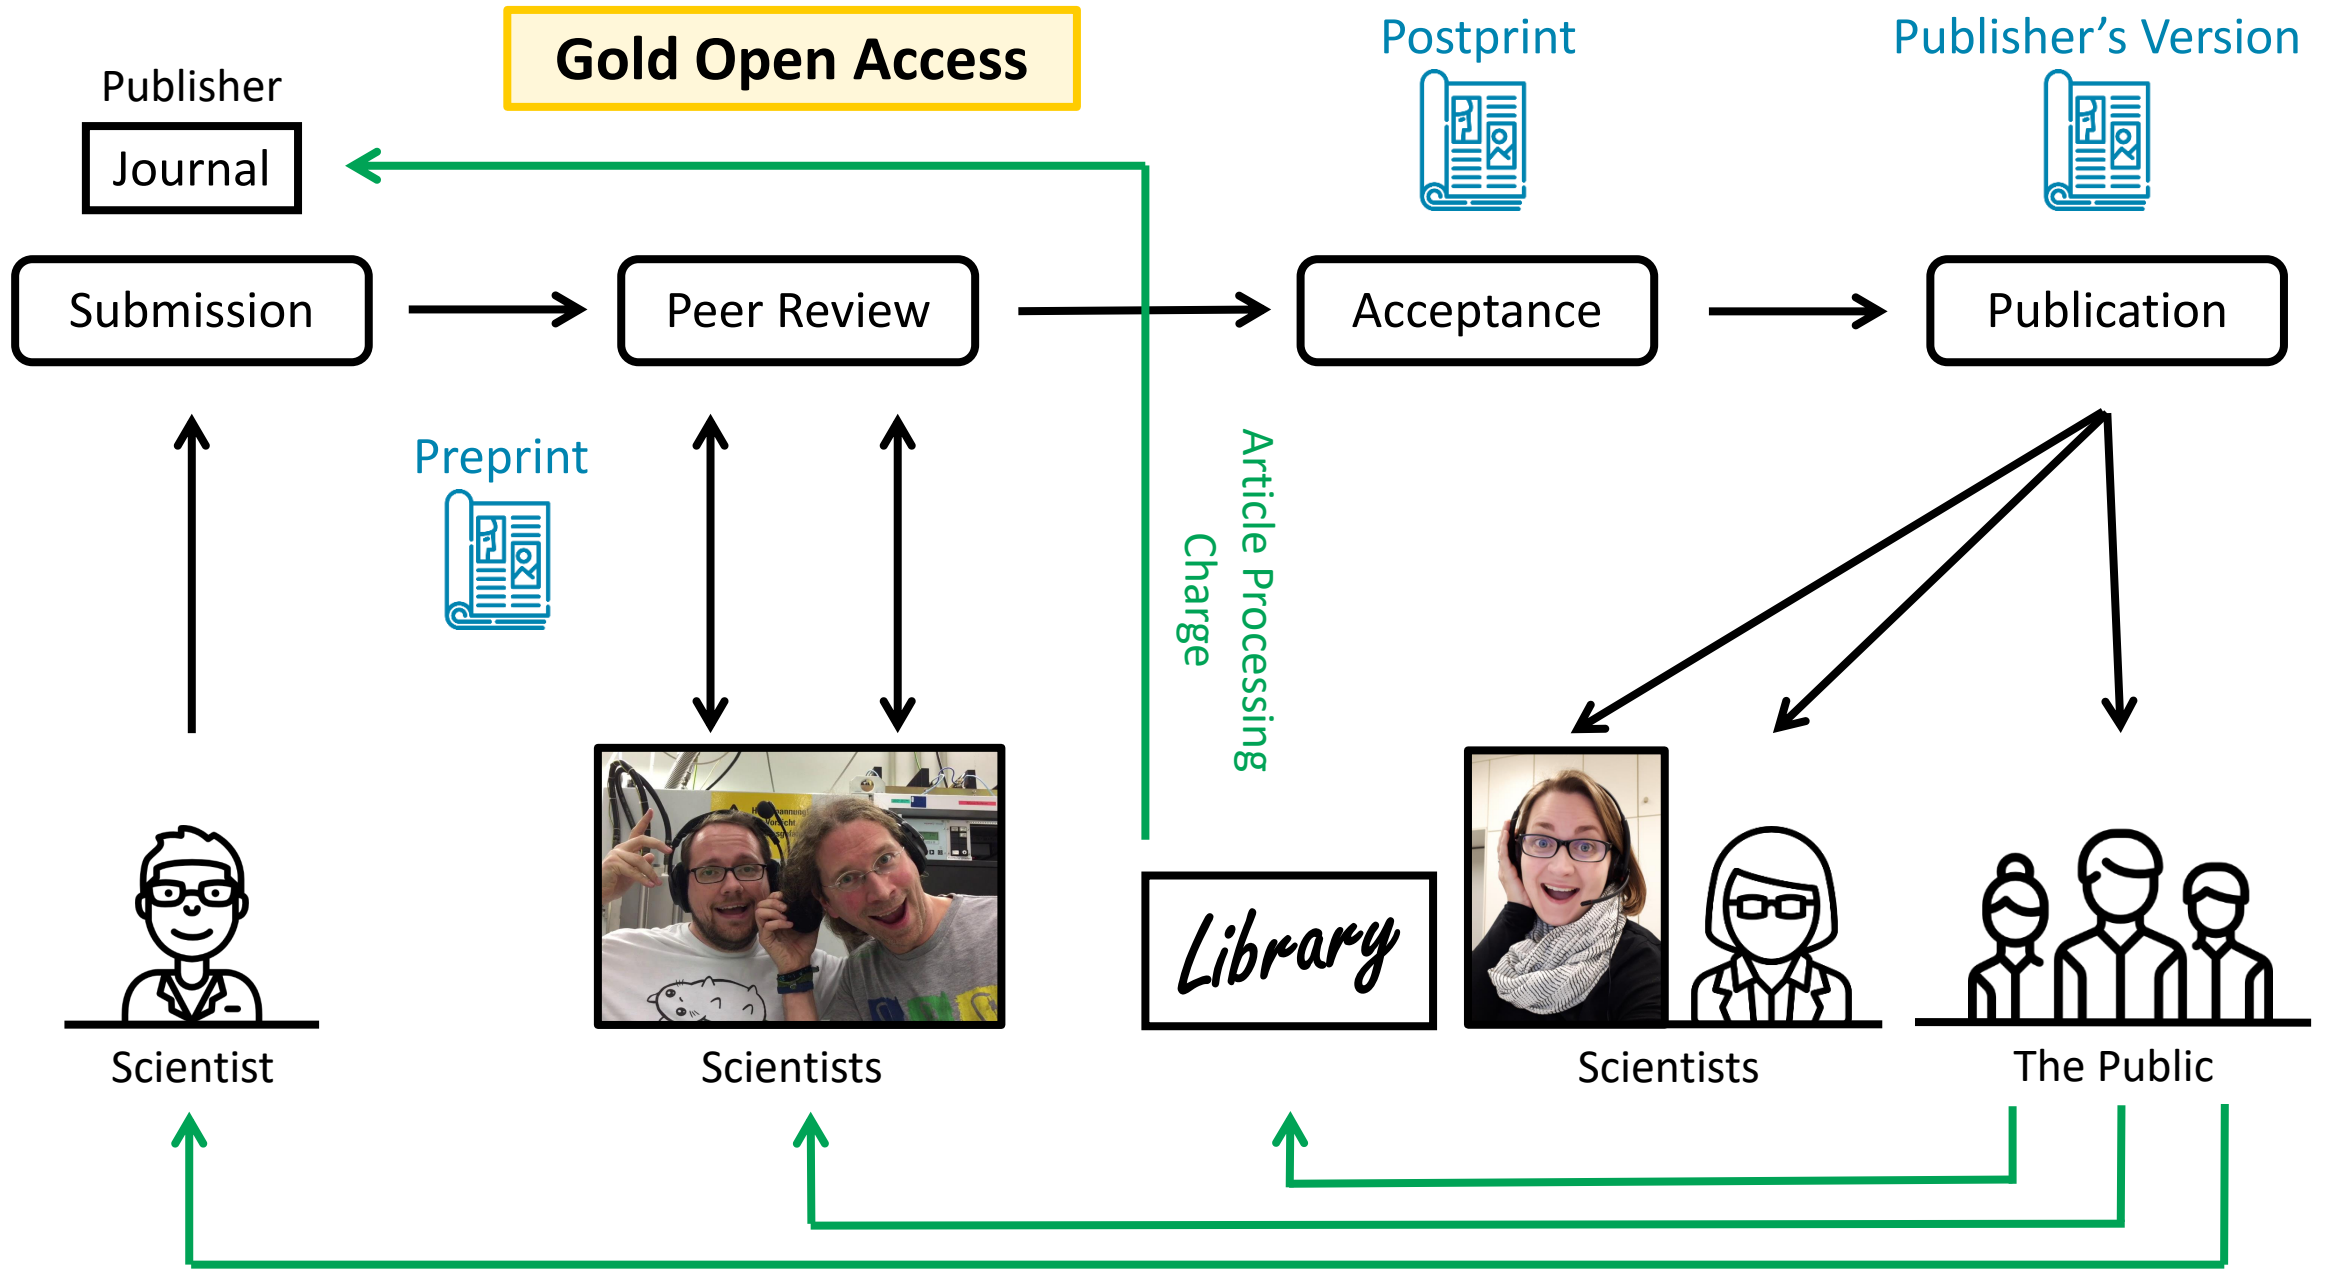 Gold Open Access
Postprint
Publisher’s Version
Publisher
Journal
Submission
Peer Review
Acceptance
Publication
Preprint
Article Processing
Charge
Library
Scientist
Scientists
Scientists
The Public